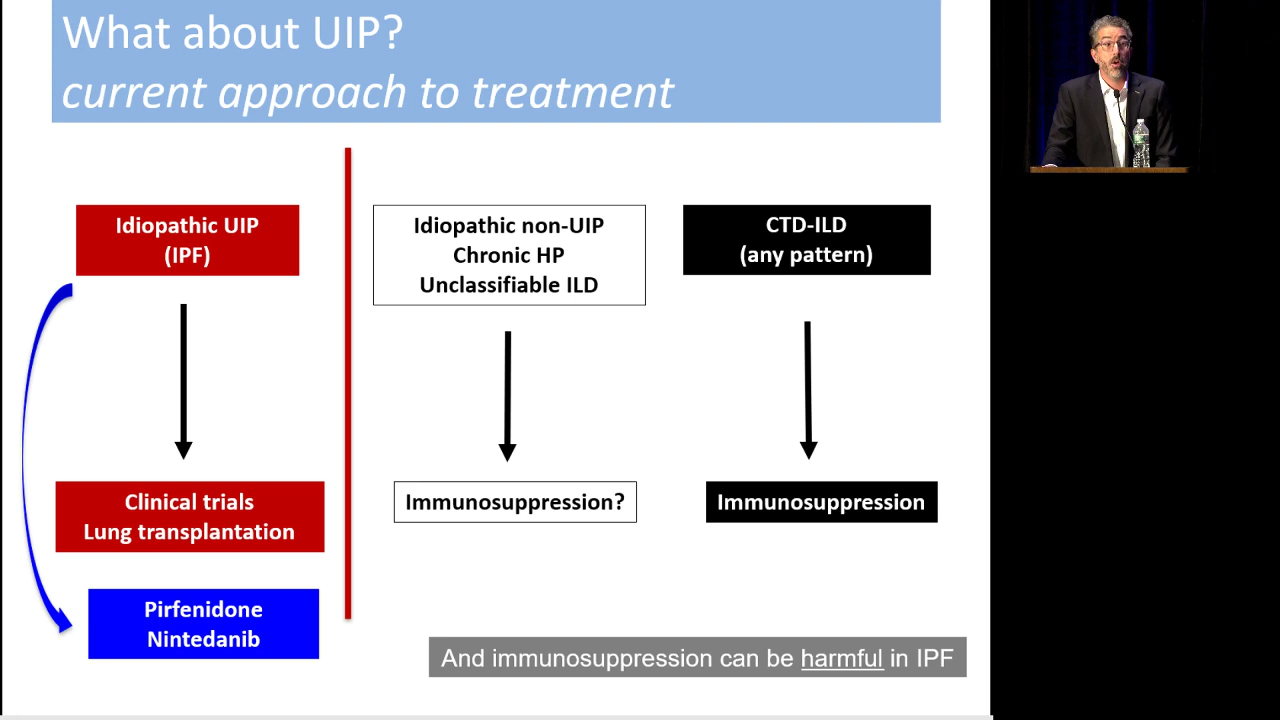 What about UIP?
current approach to treatment
Idiopathic UIP
(IPF)
Idiopathic non-UIP
Chronic HP
Unclassifiable ILD
CTD-ILD
(any pattern)
Clinical trials
Lung transplantation
Immunosuppression?
Immunosuppression
Pirfenidone
Nintedanib
And immunosuppression can be harmful in IPF